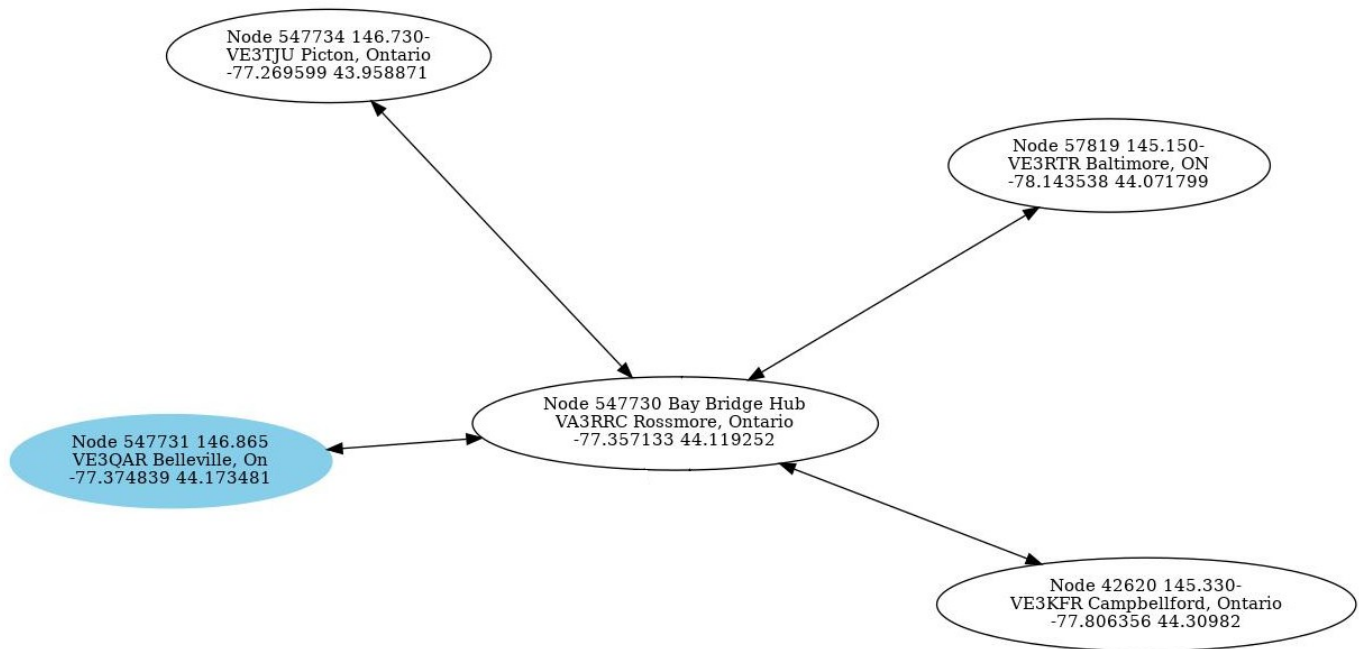 Node 547734 146.730-
VE3TJU Picton, Ontario
-77.269599 43.958871
Node 57819 145.150-
VE3RTR Baltimore, ON
-78.143538 44.071799
Node 547730 Bay Bridge Hub
VA3RRC Rossmore, Ontario
-77.357133 44.119252
Node 547731 146.865
VE3QAR Belleville, On
-77.374839 44.173481
Node 42620 145.330-
VE3KFR Campbellford, Ontario
-77.806356 44.30982